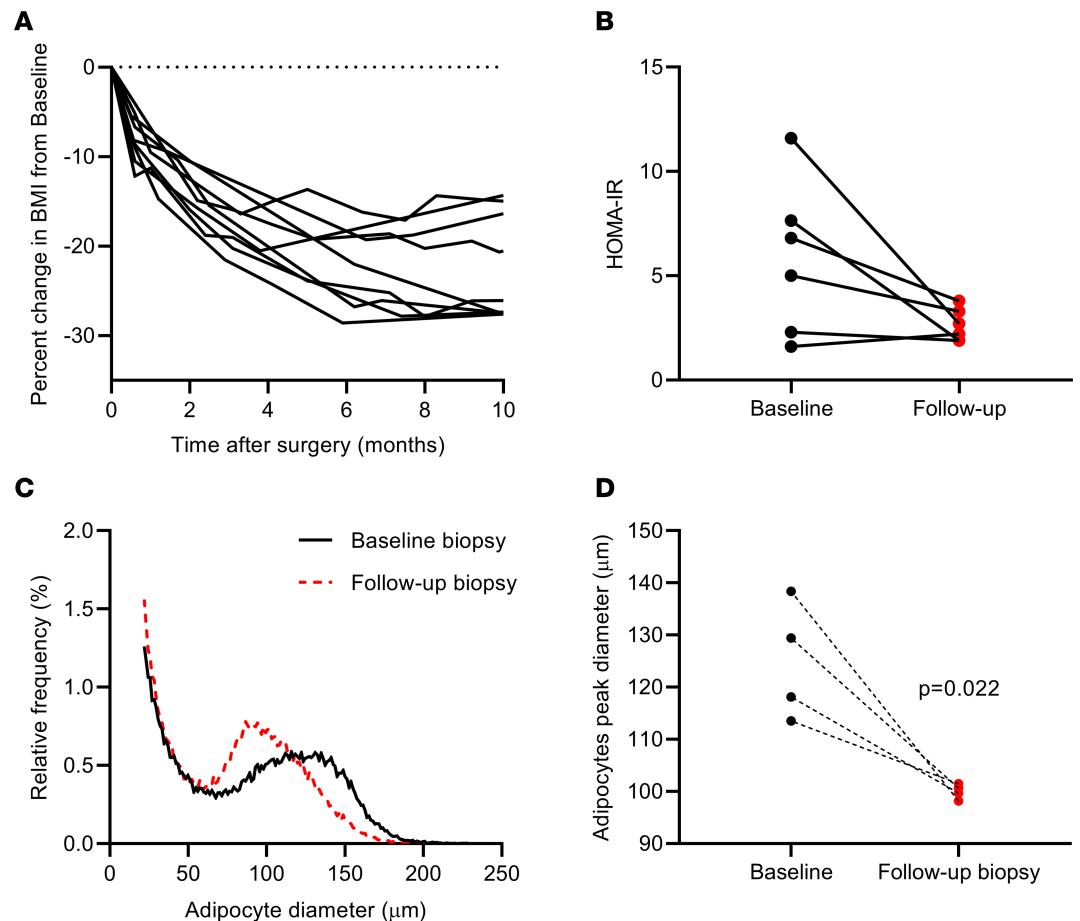 A
Percent change in BMI from Baseline
0
-10
-20
-30
0 2 4 6 8 10
Time after surgery (months)
B
HOMA-IR
15
10
5
0
Baseline Follow-up
C
Relative frequency (%)
2.0
1.5
1.0
0.5
0.0
Baseline biopsy
Follow-up biopsy
0 50 100 150 200 250
Adipocyte diameter (μm)
D
Adipocytes peak diameter (μm)
150
140
130
120
110
100
90
p=0.022
Baseline Follow-up biopsy